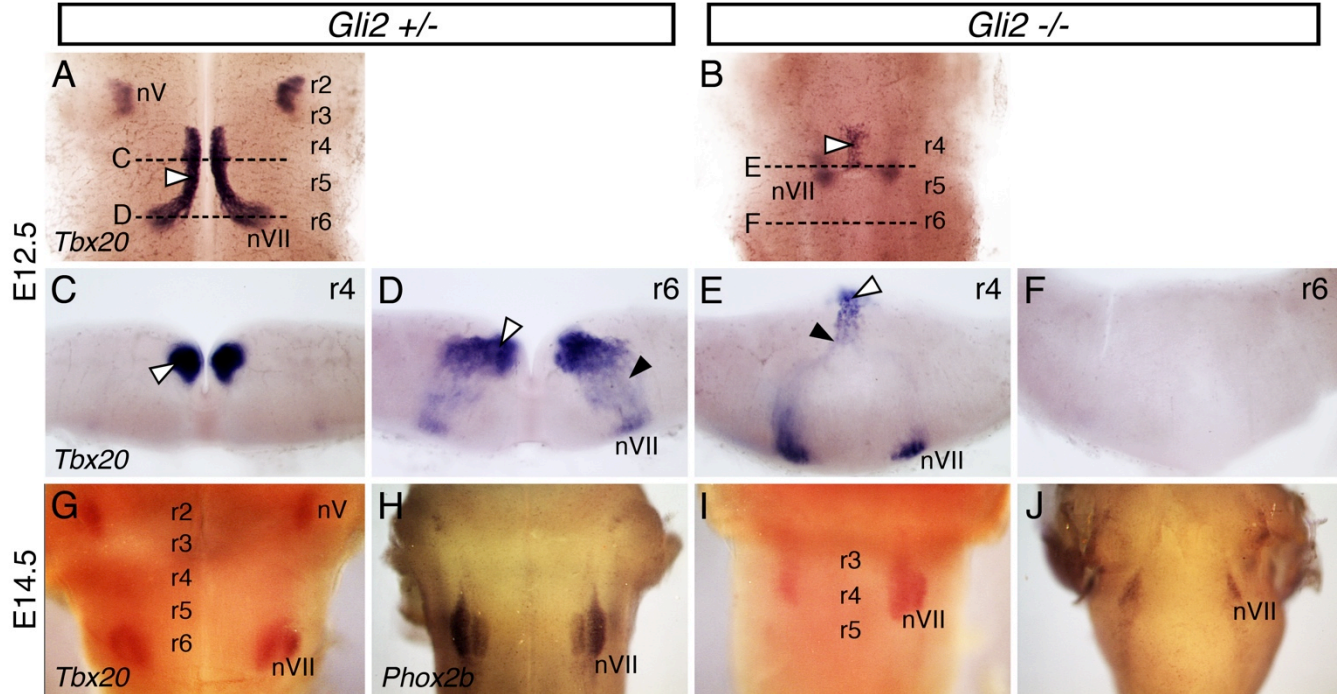 Gli2 +/-
Gli2 -/-
E12.5
A
nV
r2
r3
r4
C
r5
D
r6
nVII
Tbx20
B
r4
E
r5
nVII
F
r6
C
r4
Tbx20
D
r6
nVII
E
r4
nVII
F
r6
E14.5
G
r2
nV
r3
r4
r5
r6
nVII
Tbx20
H
nVII
Phox2b
I
r3
r4
nVII
r5
J
nVII